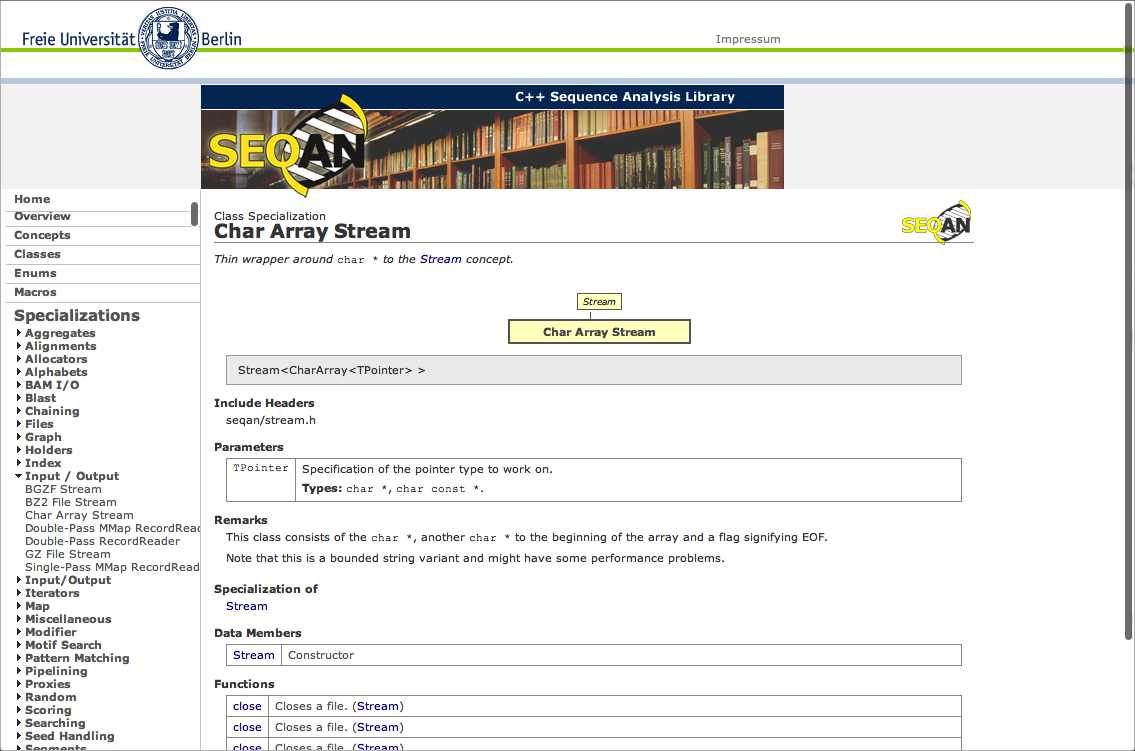 Freie Universität Berlin
Impressum
C++ Sequence Analysis Library
SEQAN
Home
Overview
Concepts
Classes
Enums
Macros
Specializations
Aggregates
Alignments
Allocators
Alphabets
BAM I/O
Blast
Chaining
Files
Graph
Holders
Index
Input / Output
BGZF Stream
BZ2 File Stream
Char Array Stream
Double-Pass MMap RecordRead
Double-Pass RecordReader
GZ File Stream
Single-Pass MMap RecordRead
Input/Output
Iterators
Map
Miscellaneous
Modifier
Motif Search
Pattern Matching
Pipelining
Proxies
Random
Scoring
Searching
Seed Handling
Segments
Class Specialization
Char Array Stream
SEQAN
Thin wrapper around char * to the Stream concept.
Stream
Char Array Stream
Stream<CharArray<TPointer> >
Include Headers
seqan/stream.h
Parameters
TPointer Specification of the pointer type to work on.
Types: char *, char const *.
Remarks
This class consists of the char *, another char * to the beginning of the array and a flag signifying EOF.
Note that this is a bounded string variant and might have some performance problems.
Specialization of
Stream
Data Members
Stream Constructor
Functions
close Closes a file. (Stream)
close Closes a file. (Stream)
close Closes a file. (Stream)